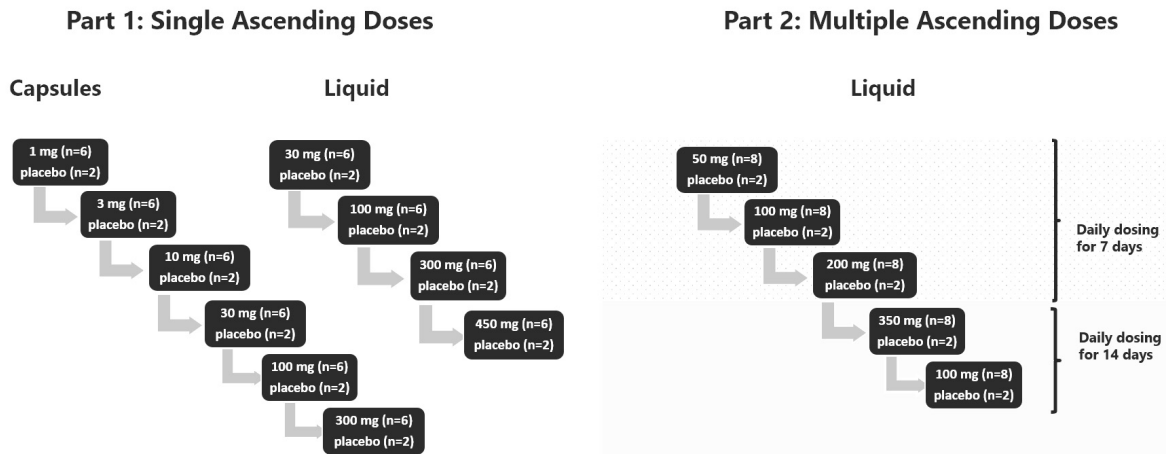 Part 1: Single Ascending Doses
Capsules
1 mg (n=6)
placebo (n=2)
3 mg (n=6)
placebo (n=2)
10 mg (n=6)
placebo (n=2)
30 mg (n=6)
placebo (n=2)
100 mg (n=6)
placebo (n=2)
300 mg (n=6)
placebo (n=2)
Liquid
30 mg (n=6)
placebo (n=2)
100 mg (n=6)
placebo (n=2)
300 mg (n=6)
placebo (n=2)
450 mg (n=6)
placebo (n=2)
Part 2: Multiple Ascending Doses
Liquid
50 mg (n=8)
placebo (n=2)
100 mg (n=8)
placebo (n=2)
200 mg (n=8)
placebo (n=2)
Daily dosing
for 7 days
350 mg (n=8)
placebo (n=2)
100 mg (n=8)
placebo (n=2)
Daily dosing
for 14 days